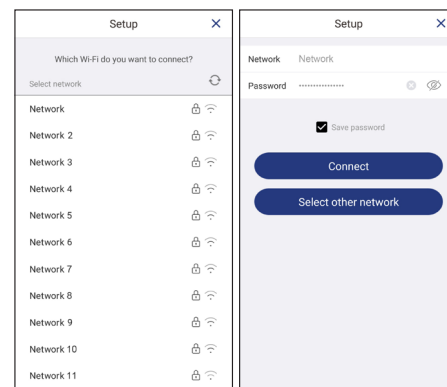 Setup
Which Wi-Fi do you want to connect?
Select network
Network
Network 2
Network 3
Network 4
Network 5
Network 6
Network 7
Network 8
Network 9
Network 10
Network 11
Setup
Network Network
Password ················
Save password
Connect
Select other network